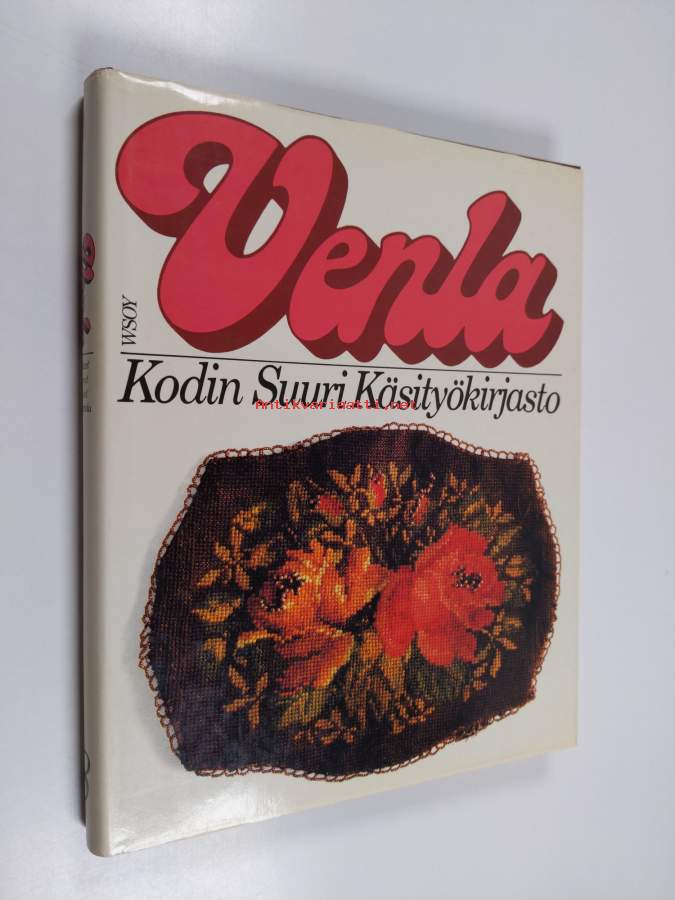 Venla
WSOY
Kodin Suuri Käsityökirjasto
Antikvariaatti.net